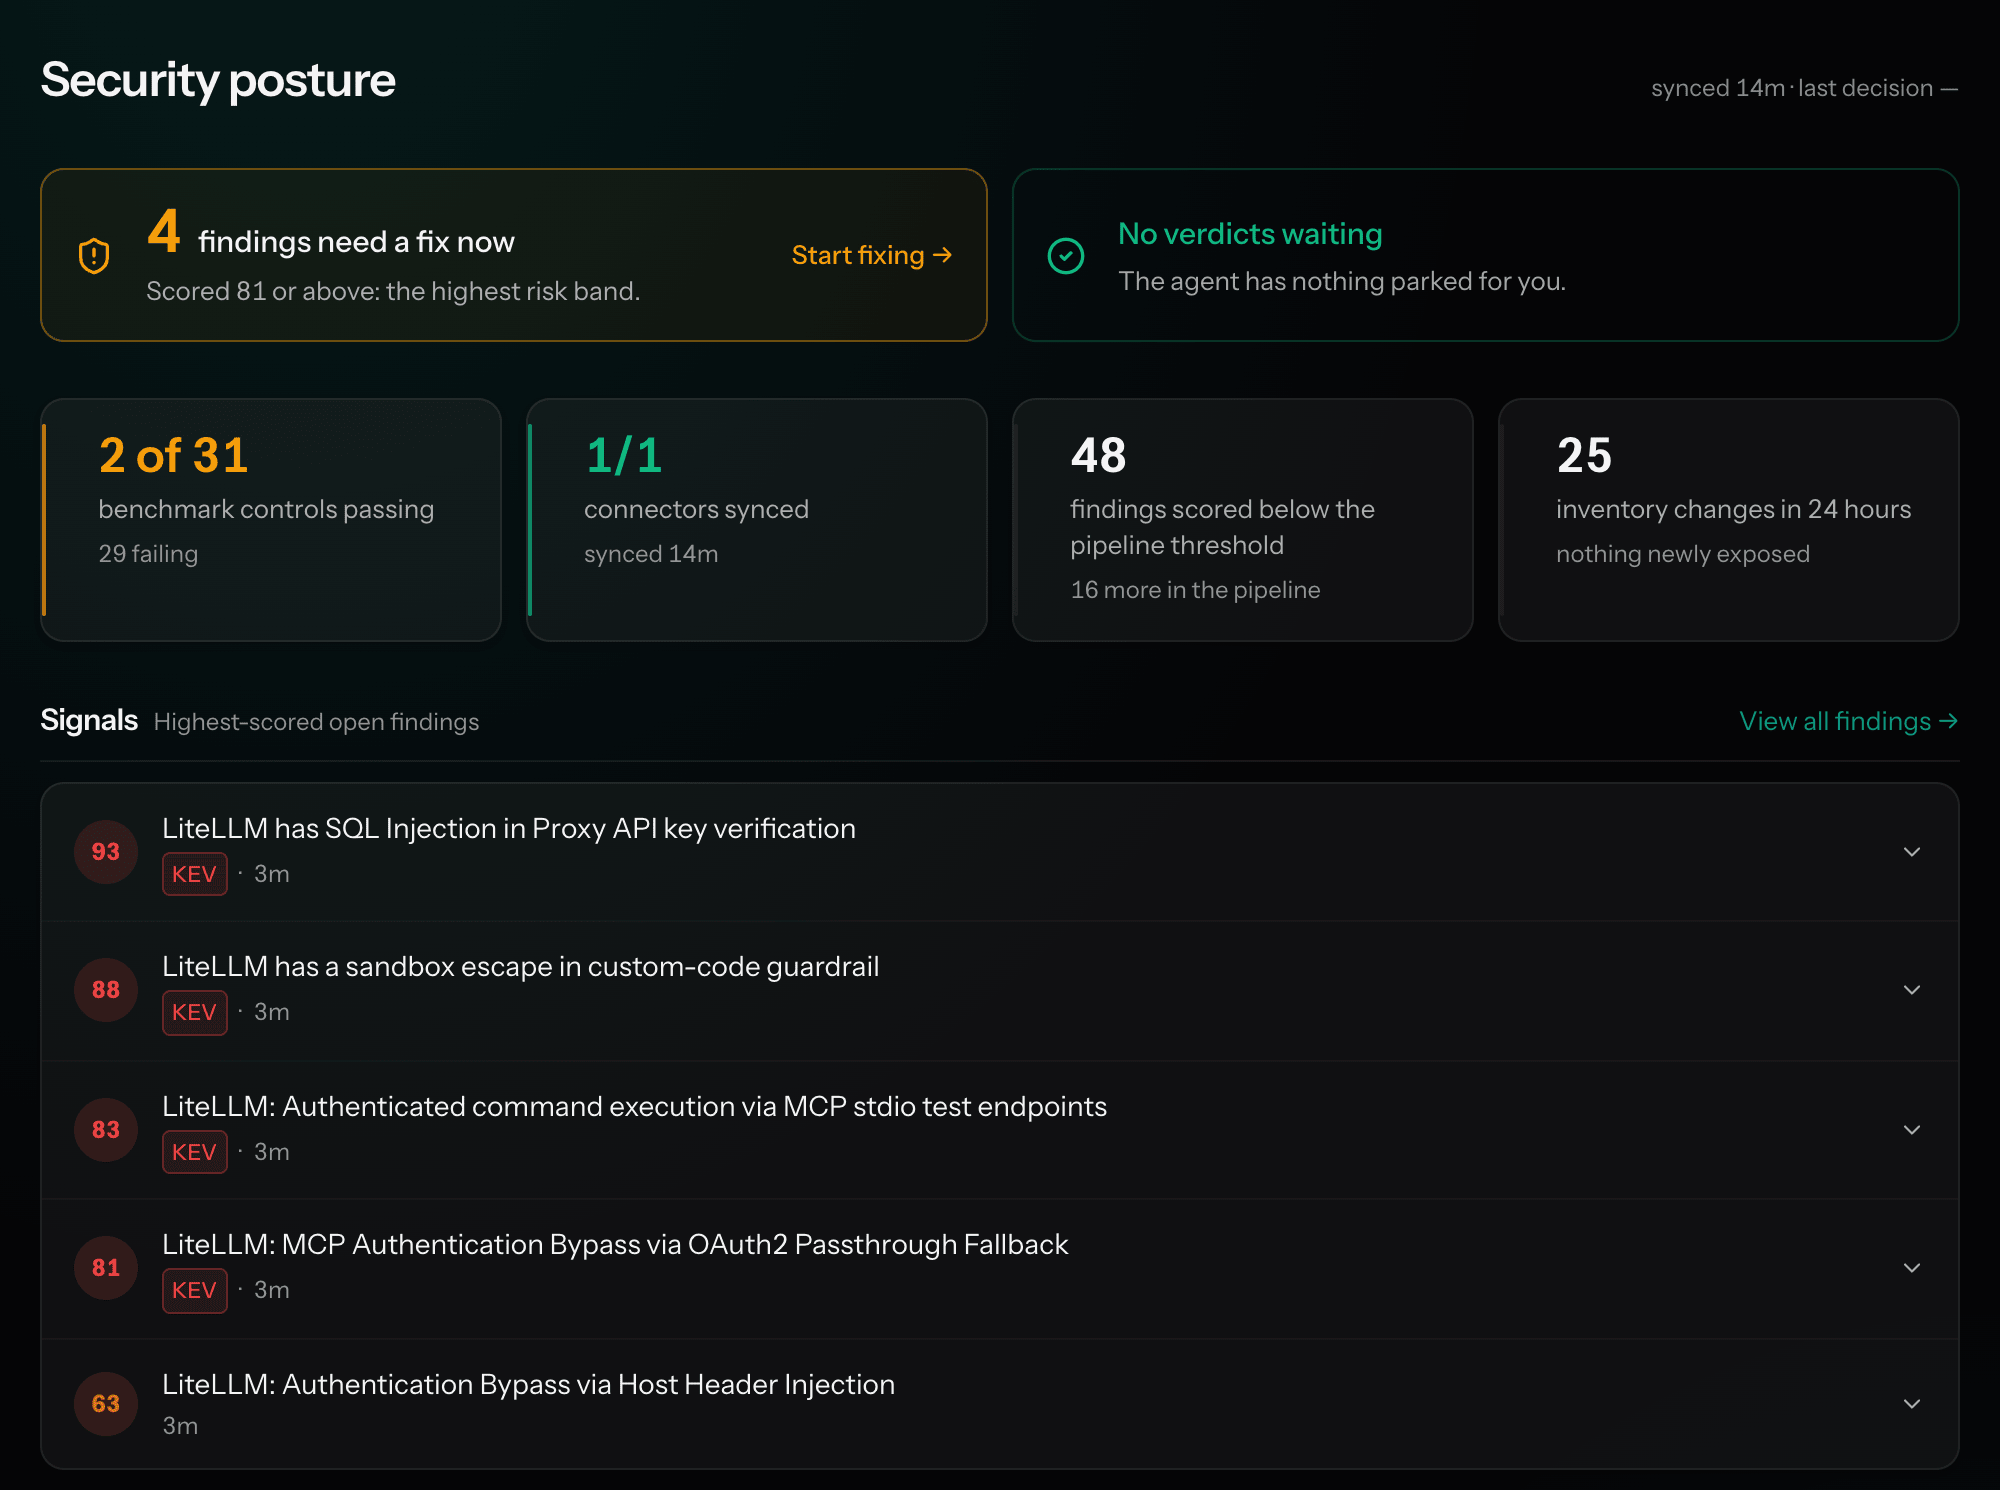 Security posture
synced 14m · last decision —
4 findings need a fix now
Scored 81 or above: the highest risk band.
Start fixing →
No verdicts waiting
The agent has nothing parked for you.
2 of 31
benchmark controls passing
29 failing
1/1
connectors synced
synced 14m
48
findings scored below the
pipeline threshold
16 more in the pipeline
25
inventory changes in 24 hours
nothing newly exposed
Signals Highest-scored open findings
View all findings →
93
LiteLLM has SQL Injection in Proxy API key verification
KEV · 3m
88
LiteLLM has a sandbox escape in custom-code guardrail
KEV · 3m
83
LiteLLM: Authenticated command execution via MCP stdio test endpoints
KEV · 3m
81
LiteLLM: MCP Authentication Bypass via OAuth2 Passthrough Fallback
KEV · 3m
63
LiteLLM: Authentication Bypass via Host Header Injection
3m